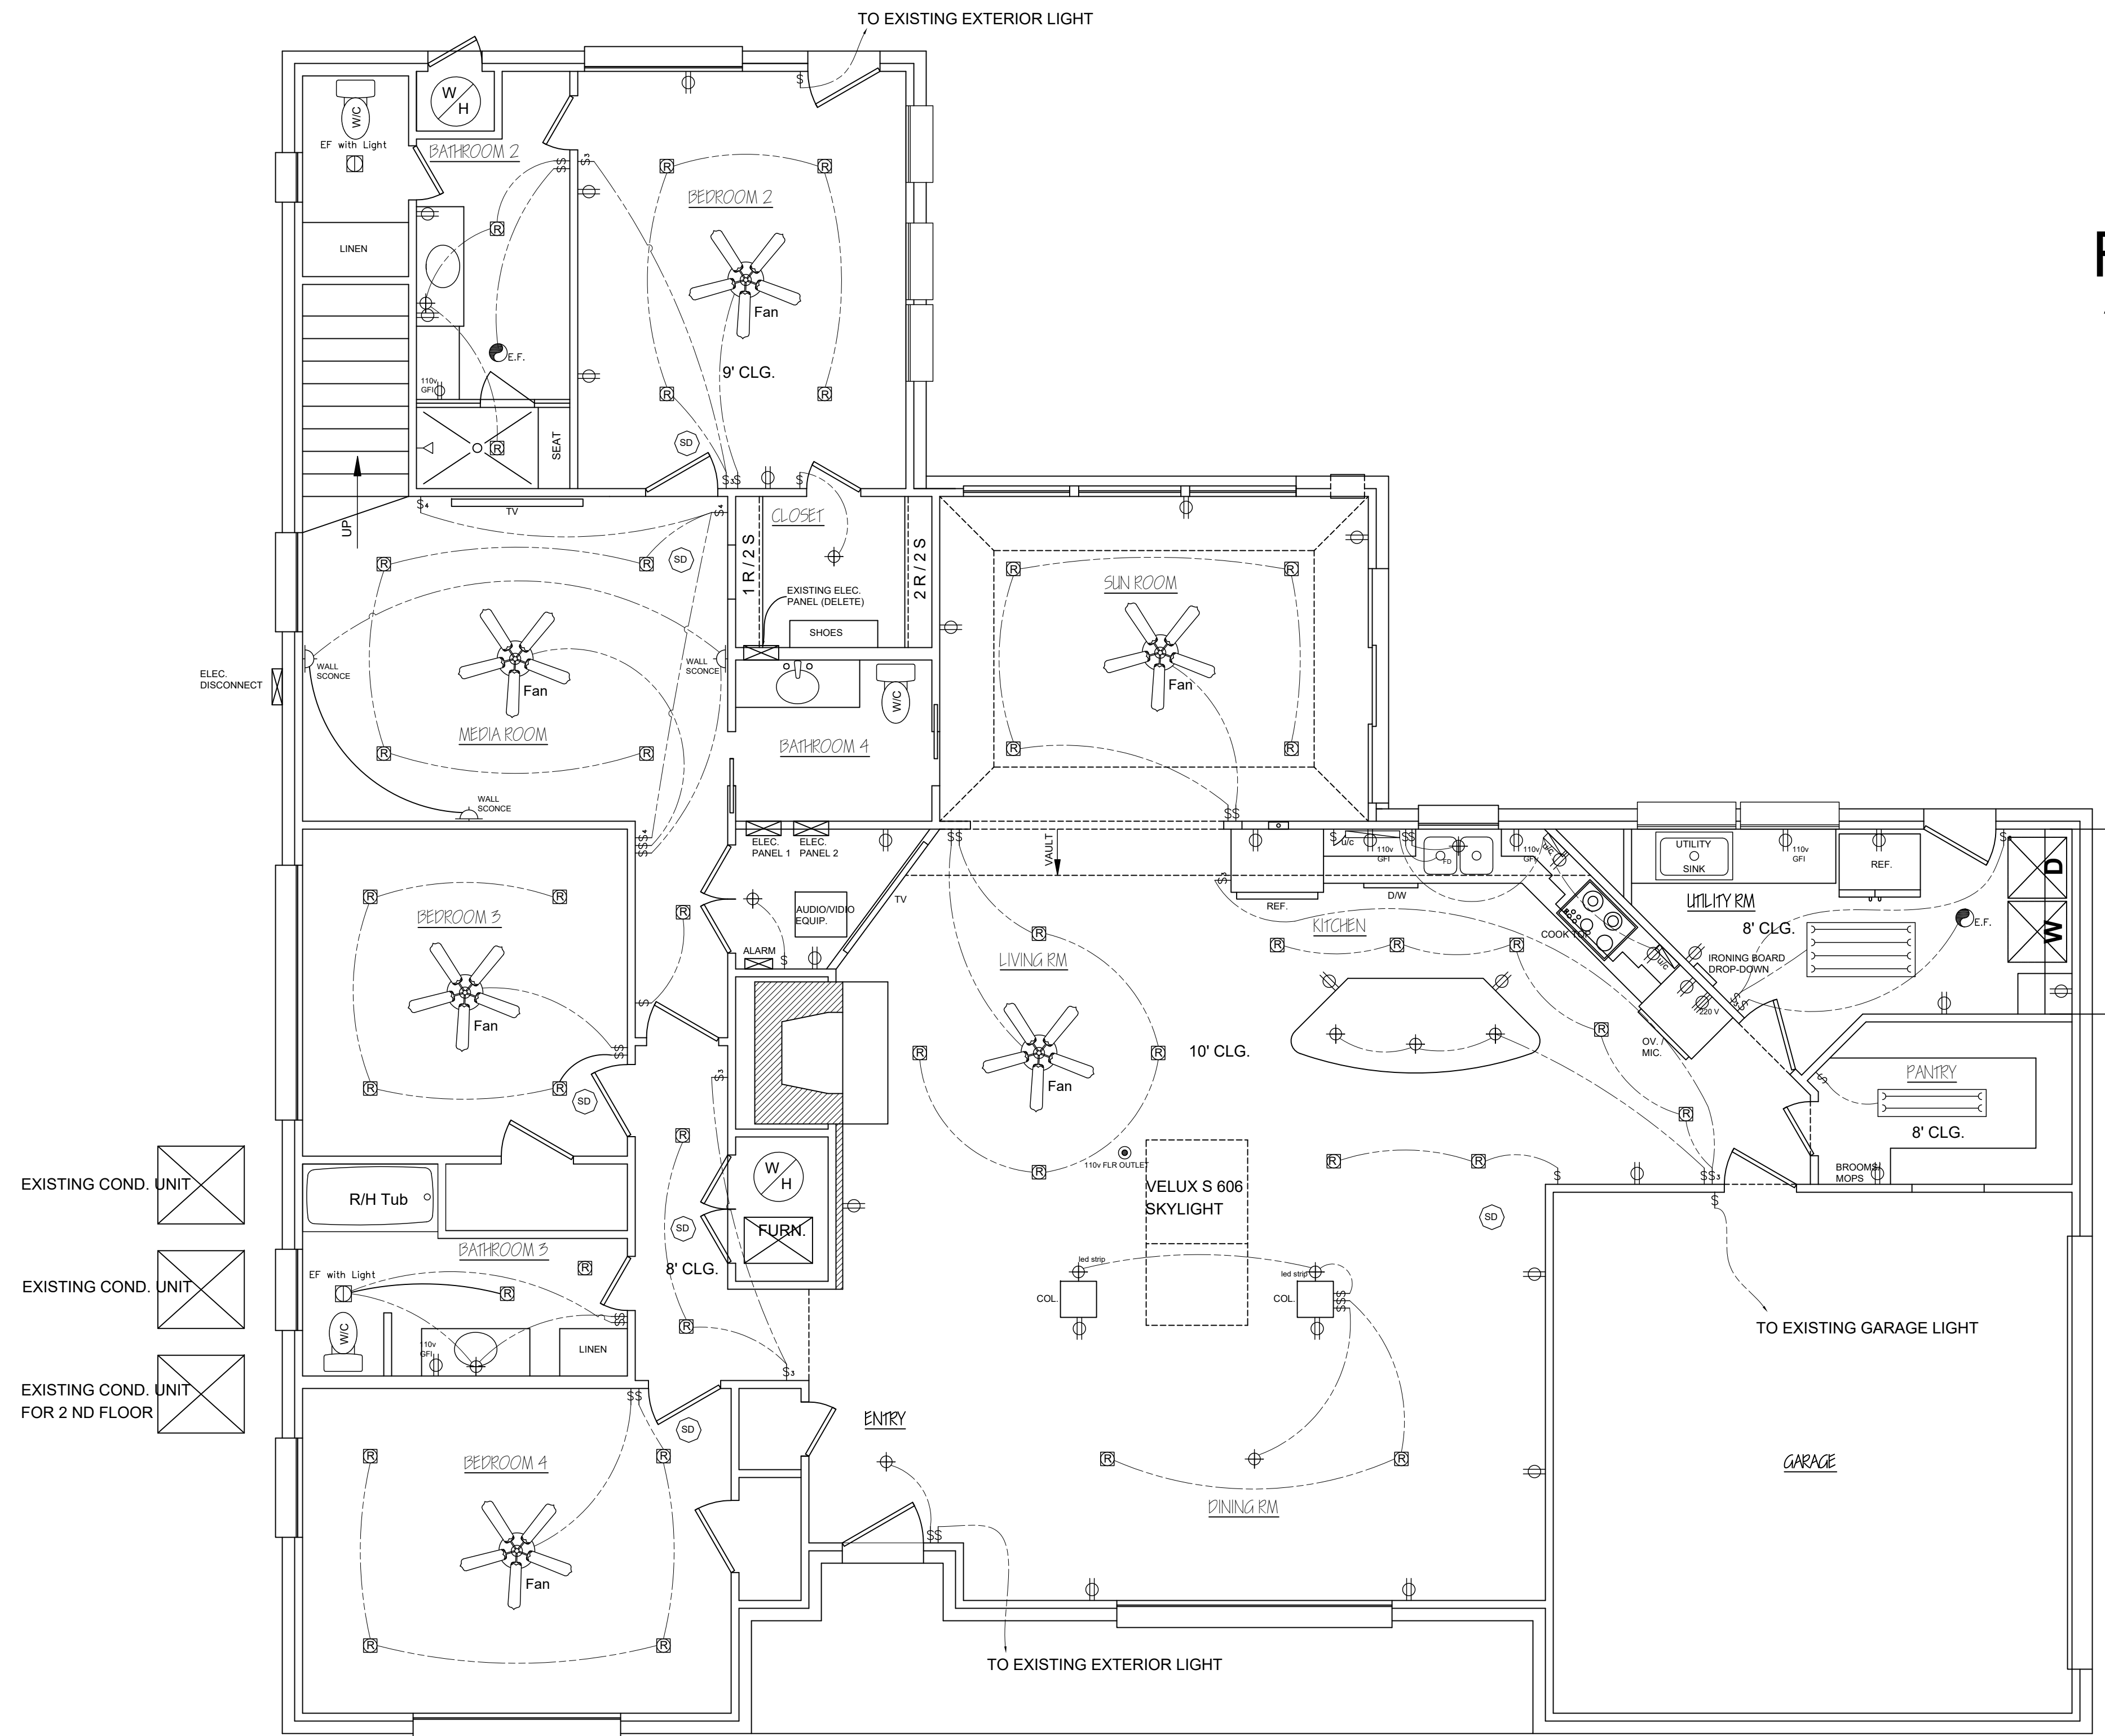 TO EXISTING EXTERIOR LIGHT
W/C
EF with Light
W
H
BATHROOM 2
BEDROOM 2
LINEN
Fan
E.F.
9' CLG.
110v
GFI
SEAT
SD
UP
TV
CLOSET
1 R / 2 S
2 R / 2 S
EXISTING ELEC.
PANEL (DELETE)
SHOES
SD
SUN ROOM
Fan
WALL
SCONCE
WALL
SCONCE
ELEC.
DISCONNECT
Fan
MEDIA ROOM
W/C
BATHROOM 4
WALL
SCONCE
ELEC.
PANEL 1
ELEC.
PANEL 2
VAULT
u/c
110v
GFI
FD
110v
GFI
u/c
UTILITY
SINK
110v
GFI
REF.
D
W
UTILITY RM
8' CLG.
E.F.
TV
REF.
D/W
KITCHEN
COOK TOP
u/c
IRONING BOARD
DROP-DOWN
220 V
OV. /
MIC.
BEDROOM 3
Fan
AUDIO/VIDIO
EQUIP.
ALARM
LIVING RM
Fan
10' CLG.
PANTRY
8' CLG.
BROOMS/
MOPS
SD
110v FLR OUTLET
VELUX S 606
SKYLIGHT
SD
EXISTING COND. UNIT
R/H Tub
W
H
FURN.
SD
8' CLG.
BATHROOM 3
EF with Light
EXISTING COND. UNIT
W/C
110v
GFI
LINEN
led strip
led strip
COL.
COL.
TO EXISTING GARAGE LIGHT
EXISTING COND. UNIT
FOR 2 ND FLOOR
SD
BEDROOM 4
Fan
ENTRY
DINING RM
GARAGE
TO EXISTING EXTERIOR LIGHT